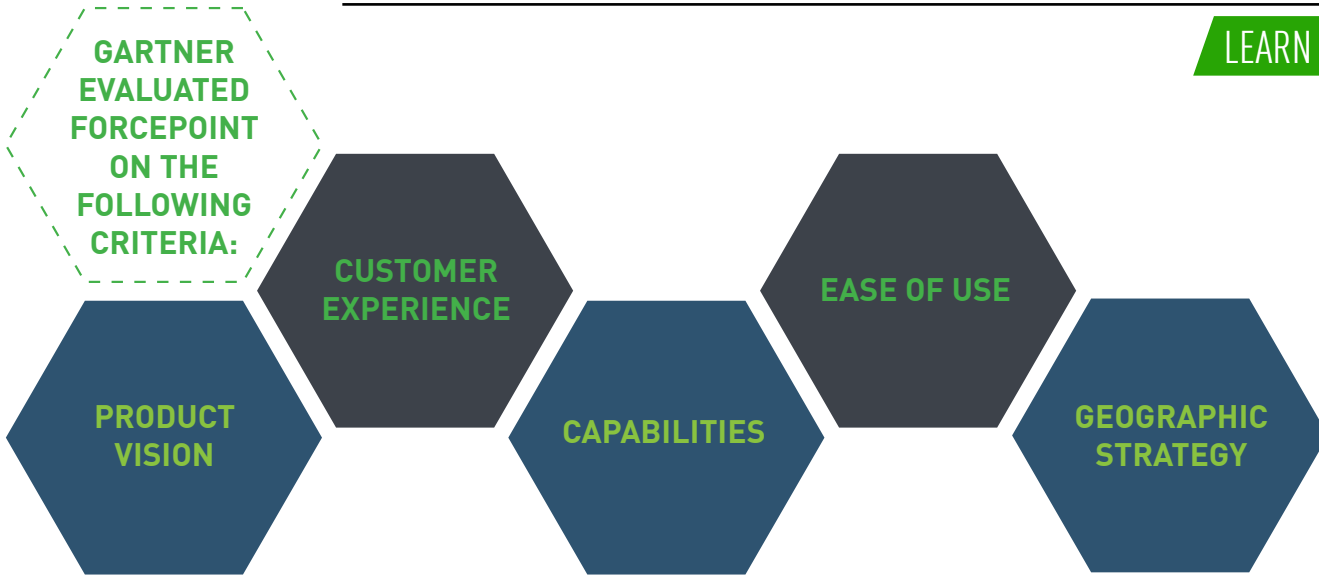 LEARN
GARTNER
EVALUATED
FORCEPOINT
ON THE
FOLLOWING
CRITERIA:
CUSTOMER
EXPERIENCE
EASE OF USE
PRODUCT
VISION
CAPABILITIES
GEOGRAPHIC
STRATEGY